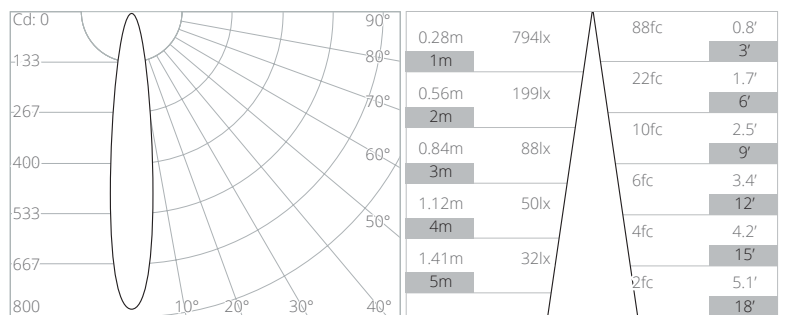 Cd: 0
133
267
400
533
667
800
10°
20°
30°
40°
50°
60°
70°
80°
90°
0.28m 794lx
1m
0.56m 199lx
2m
0.84m 88lx
3m
1.12m 50lx
4m
1.41m 32lx
5m
88fc 0.8'
3'
22fc 1.7'
6'
10fc 2.5'
9'
6fc 3.4'
12'
4fc 4.2'
15'
2fc 5.1'
18'